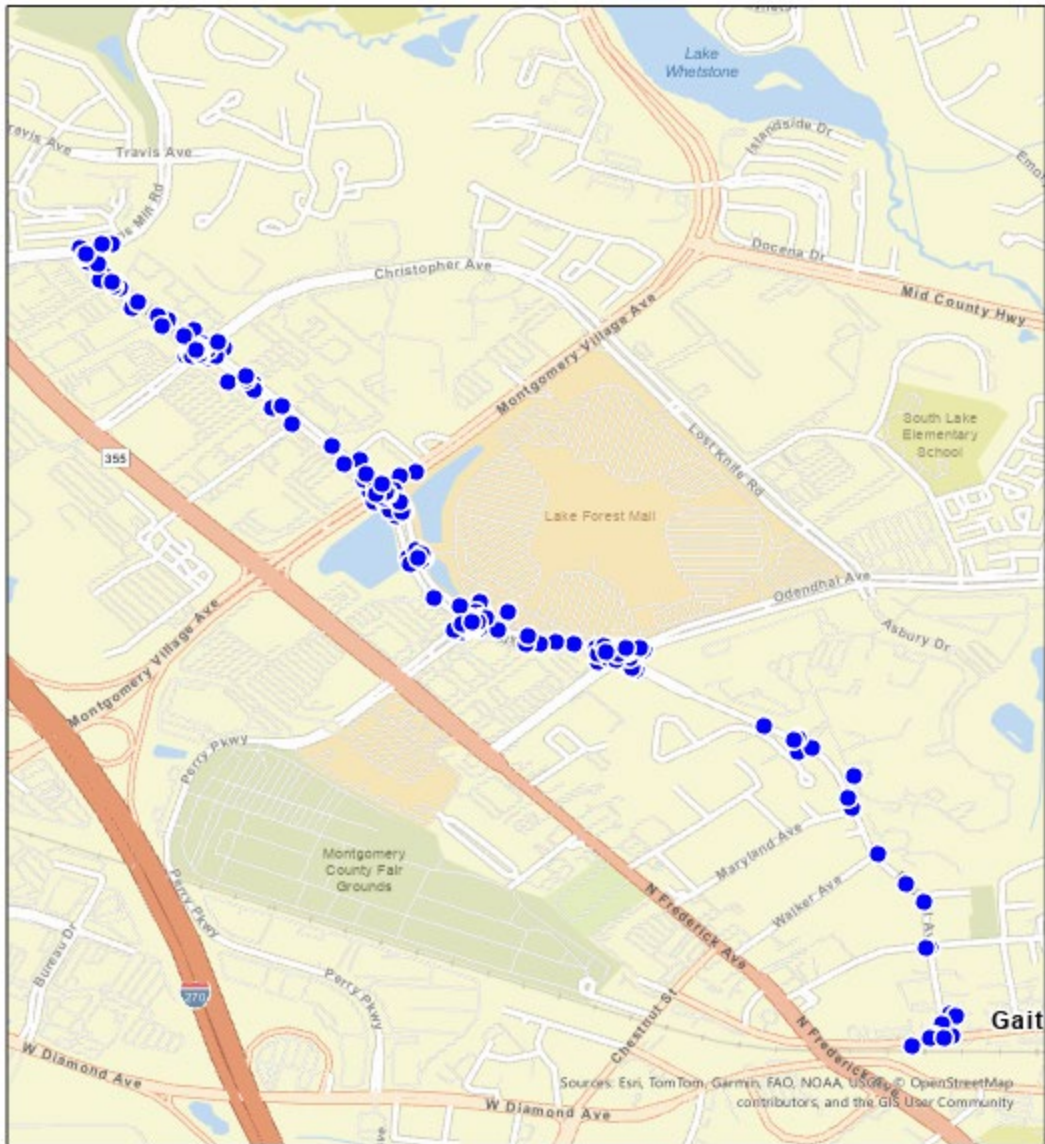 Lake
Whetstone
Islandside Dr
Travis Ave
Travis Ave
Docena Dr
Christopher Ave
Mid County Hwy
Montgomery Village Ave
South Lake
Elementary
School
Lost Knife Rd
355
Lake Forest Mall
Odendhal Ave
Asbury Dr
Montgomery Village Ave
Perry Pkwy
Maryland Ave
Montgomery
County Fair
Grounds
Walker Ave
N Frederick Ave
Perry Pkwy
Bureau Dr
270
Perry Pkwy
Chestnut St
Gait
N Frederick Ave
W Diamond Ave
W Diamond Ave
Sources: Esri, TomTom, Garmin, FAO, NOAA, USGS, © OpenStreetMap
contributors, and the GIS User Community